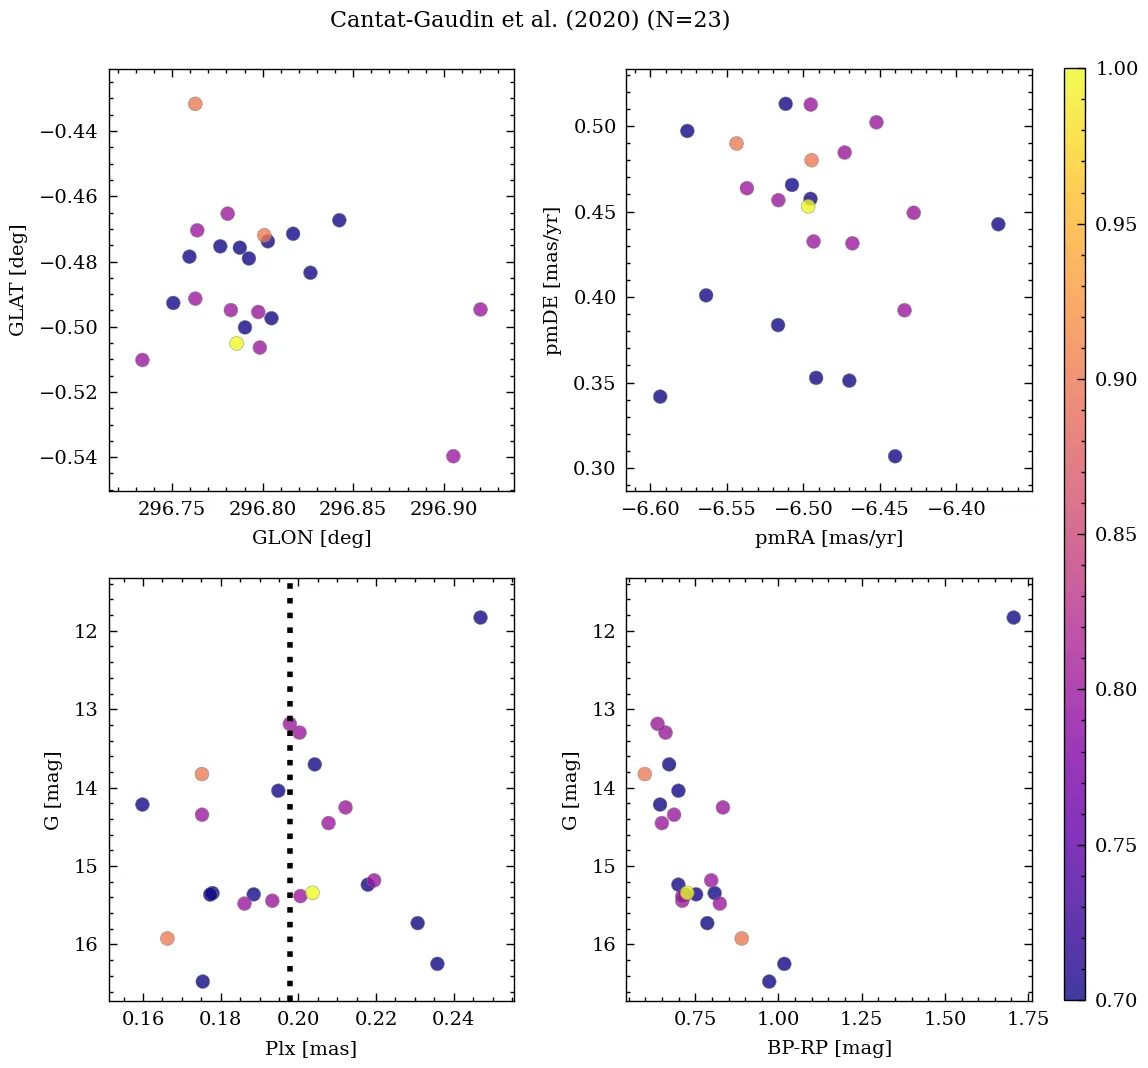 Cantat-Gaudin et al. (2020) (N=23)
−0.44
−0.46
−0.48
−0.50
−0.52
−0.54
GLAT [deg]
296.75 296.80 296.85 296.90
GLON [deg]
0.50
0.45
0.40
0.35
0.30
pmDE [mas/yr]
−6.60 −6.55 −6.50 −6.45 −6.40
pmRA [mas/yr]
12
13
14
15
16
G [mag]
0.16 0.18 0.20 0.22 0.24
Plx [mas]
12
13
14
15
16
G [mag]
0.75 1.00 1.25 1.50 1.75
BP-RP [mag]
1.00
0.95
0.90
0.85
0.80
0.75
0.70